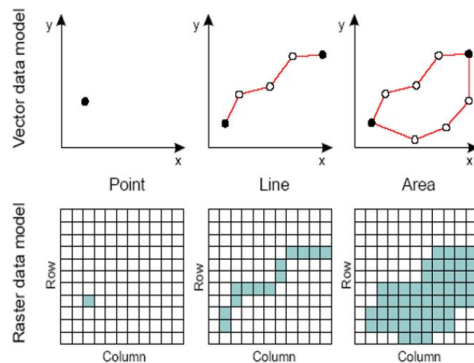 Vector data model
y
x
y
x
y
x
Point
Line
Area
Raster data model
Row
Column
Row
Column
Row
Column